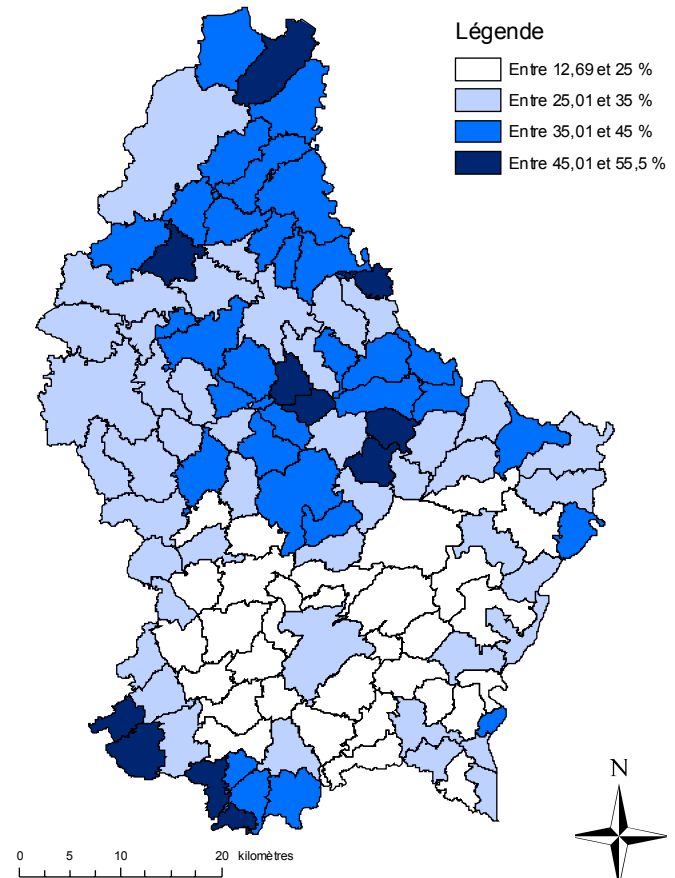 Légende
Entre 12,69 et 25 %
Entre 25,01 et 35 %
Entre 35,01 et 45 %
Entre 45,01 et 55,5 %
N
0 5 10 20 kilomètres